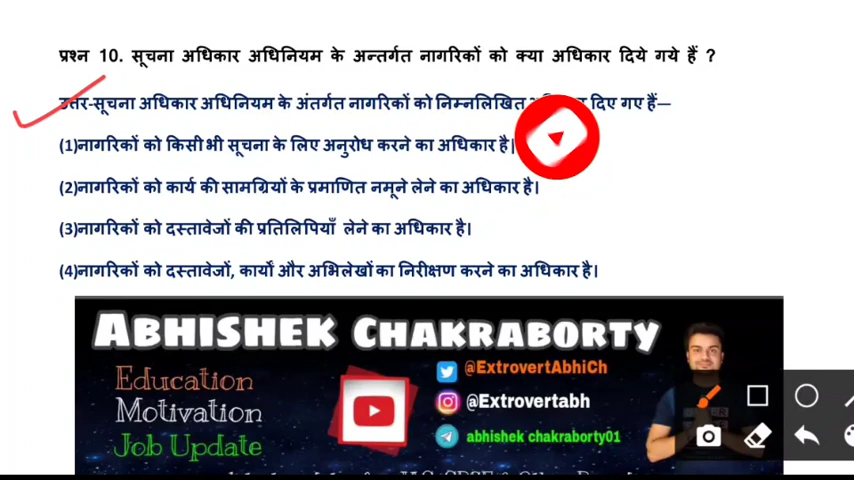 प्रश्न 10. सूचना अधिकार अधिनियम के अन्तर्गत नागरिकों को क्या अधिकार दिये गये हैं ?
उत्तर-सूचना अधिकार अधिनियम के अंतर्गत नागरिकों को निम्नलिखित दिए गए हैं—
(1)नागरिकों को किसी भी सूचना के लिए अनुरोध करने का अधिकार है|
(2)नागरिकों को कार्य की सामग्रियों के प्रमाणित नमूने लेने का अधिकार है।
(3)नागरिकों को दस्तावेजों की प्रतिलिपियाँ लेने का अधिकार है।
(4)नागरिकों को दस्तावेजों, कार्यों और अभिलेखों का निरीक्षण करने का अधिकार है।
ABHISHEK CHAKRABORTY
Education
Motivation
Job Update
@ExtrovertAbhiCh
@Extrovertabh
abhishek chakraborty01